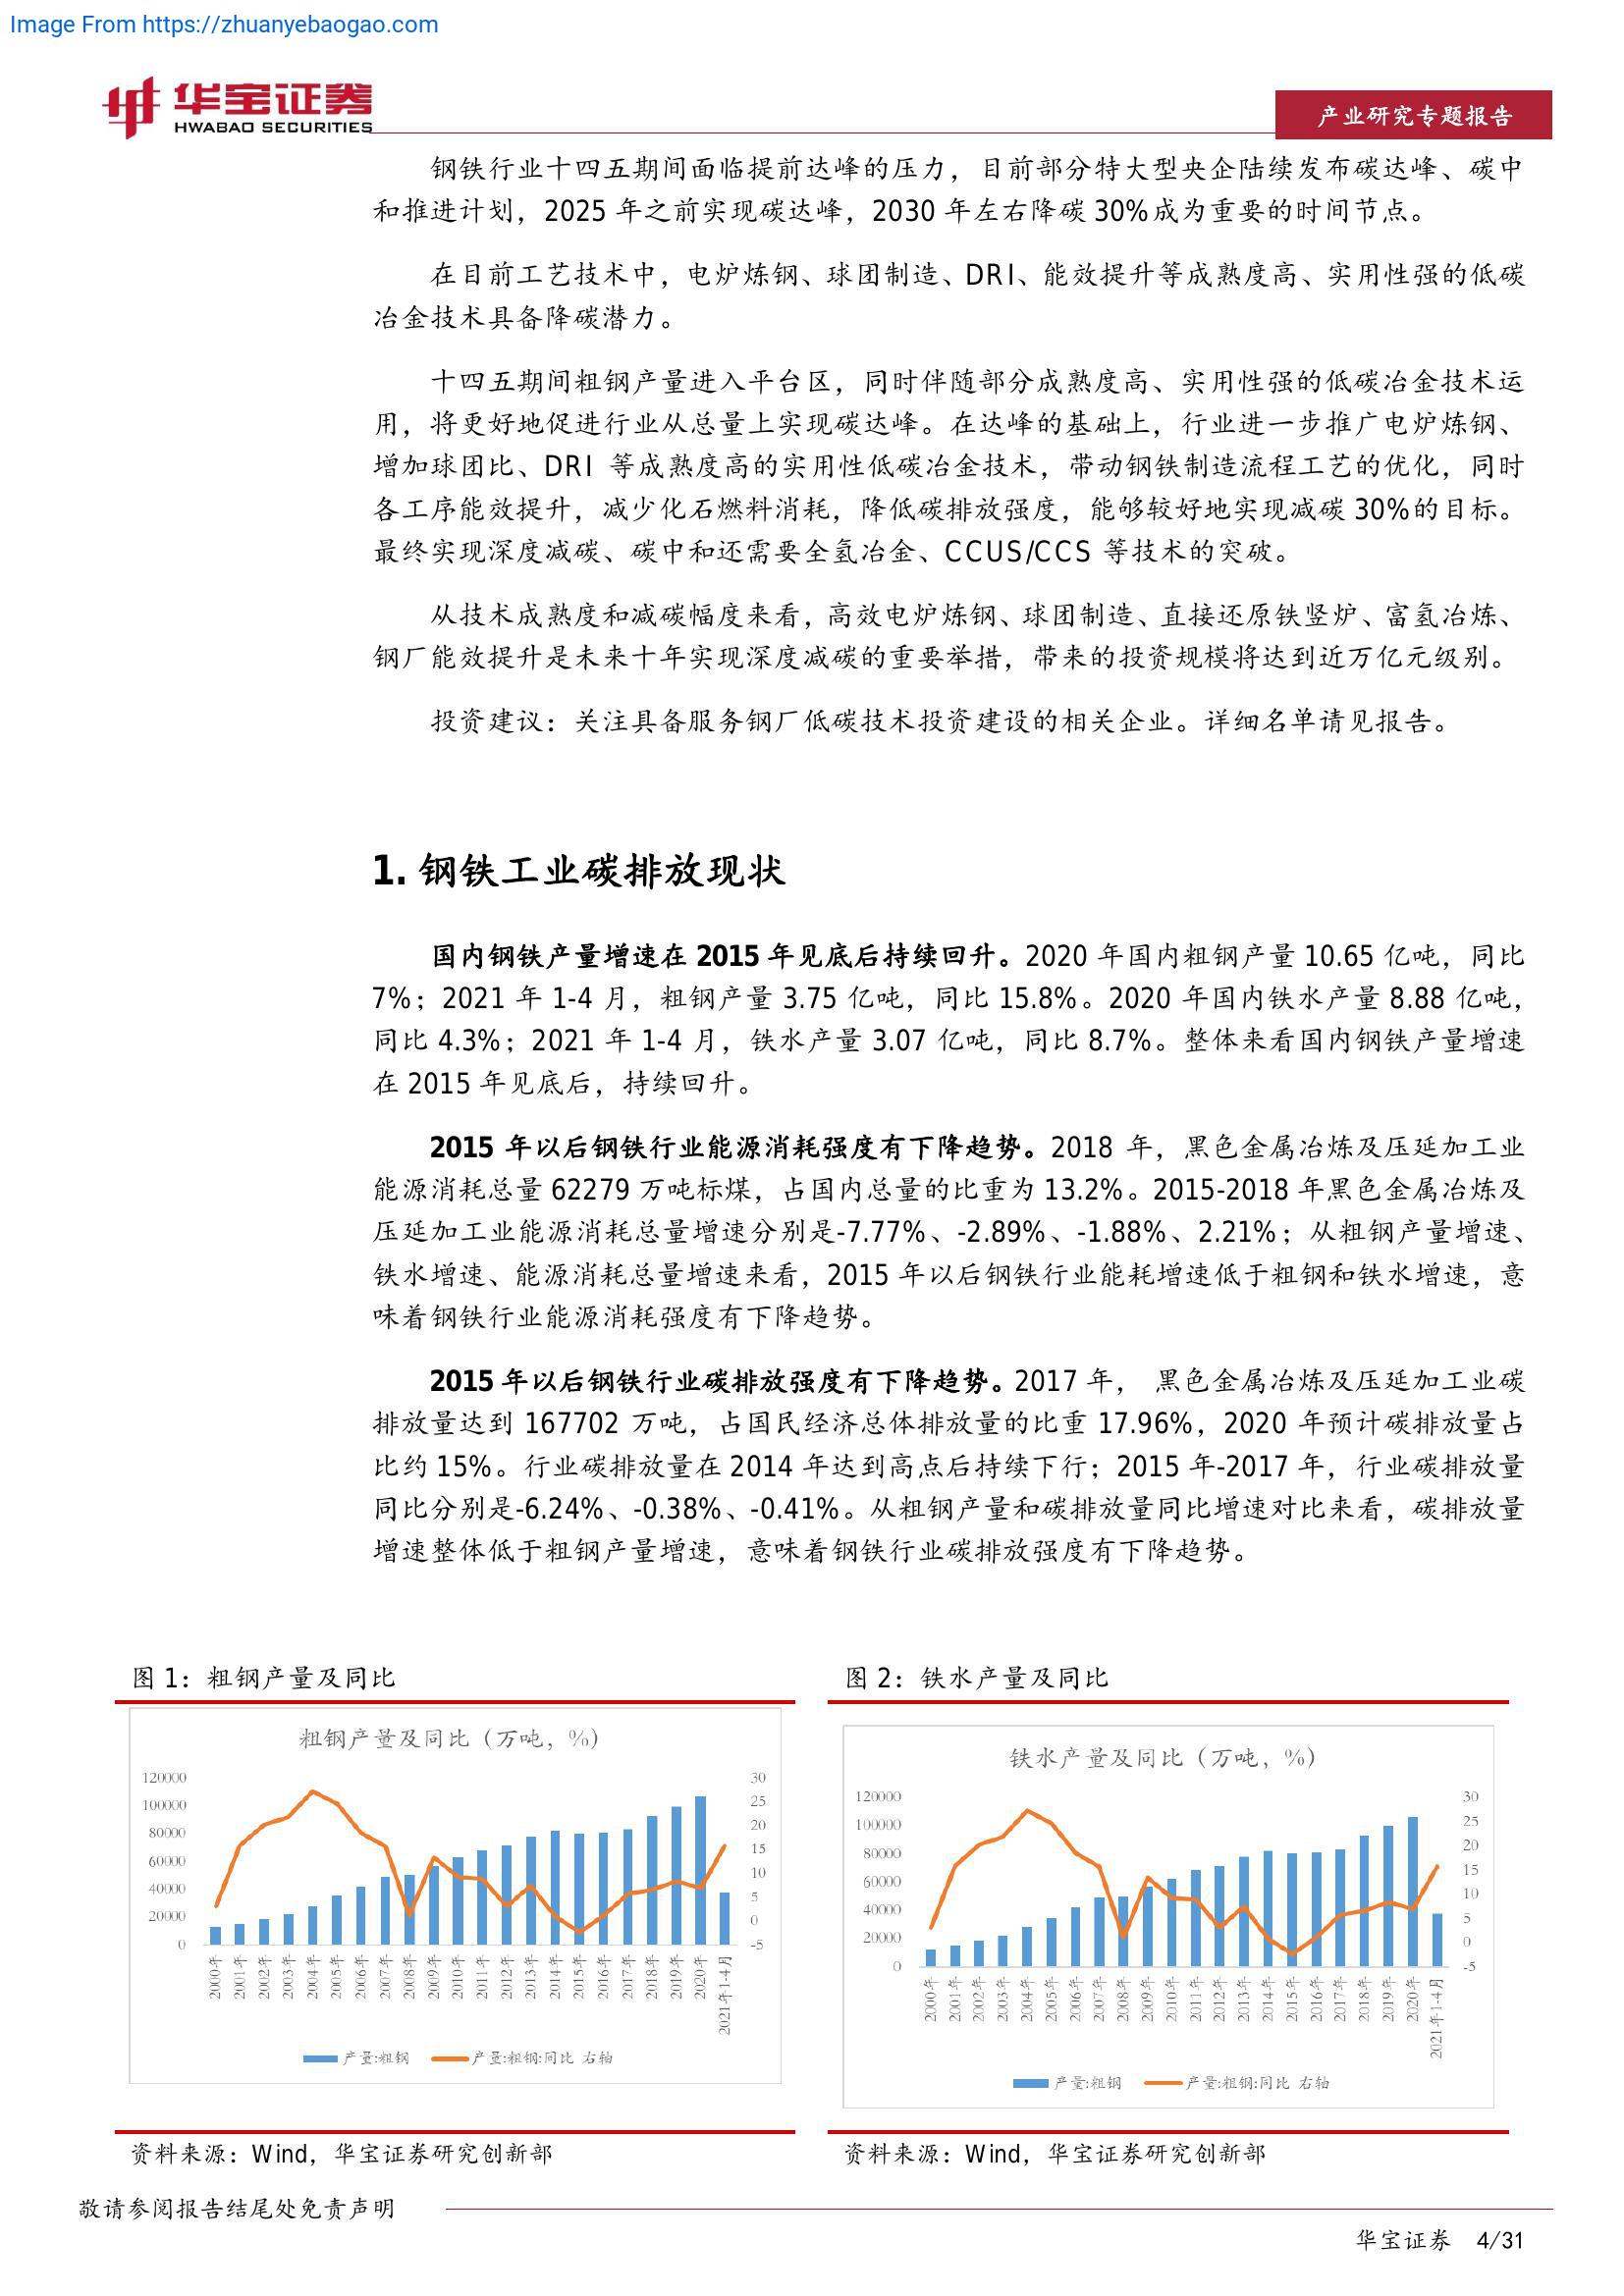 Image From https://zhuanyebaogao.com
华宝证券
HWABAO SECURITIES
产业研究专题报告
钢铁行业十四五期间面临提前达峰的压力，目前部分特大型央企陆续发布碳达峰、碳中
和推进计划，2025 年之前实现碳达峰，2030 年左右降碳 30%成为重要的时间节点。
在目前工艺技术中，电炉炼钢、球团制造、DRI、能效提升等成熟度高、实用性强的低碳
冶金技术具备降碳潜力。
十四五期间粗钢产量进入平台区，同时伴随部分成熟度高、实用性强的低碳冶金技术运
用，将更好地促进行业从总量上实现碳达峰。在达峰的基础上，行业进一步推广电炉炼钢、
增加球团比、DRI 等成熟度高的实用性低碳冶金技术，带动钢铁制造流程工艺的优化，同时
各工序能效提升，减少化石燃料消耗，降低碳排放强度，能够较好地实现减碳 30%的目标。
最终实现深度减碳、碳中和还需要全氢冶金、CCUS/CCS 等技术的突破。
从技术成熟度和减碳幅度来看，高效电炉炼钢、球团制造、直接还原铁竖炉、富氢冶炼、
钢厂能效提升是未来十年实现深度减碳的重要举措，带来的投资规模将达到近万亿元级别。
投资建议：关注具备服务钢厂低碳技术投资建设的相关企业。详细名单请见报告。
1. 钢铁工业碳排放现状
国内钢铁产量增速在 2015 年见底后持续回升。2020 年国内粗钢产量 10.65 亿吨，同比
7%；2021 年 1-4 月，粗钢产量 3.75 亿吨，同比 15.8%。2020 年国内铁水产量 8.88 亿吨，
同比 4.3%；2021 年 1-4 月，铁水产量 3.07 亿吨，同比 8.7%。整体来看国内钢铁产量增速
在 2015 年见底后，持续回升。
2015 年以后钢铁行业能源消耗强度有下降趋势。2018 年，黑色金属冶炼及压延加工业
能源消耗总量 62279 万吨标煤，占国内总量的比重为 13.2%。2015-2018 年黑色金属冶炼及
压延加工业能源消耗总量增速分别是-7.77%、-2.89%、-1.88%、2.21%；从粗钢产量增速、
铁水增速、能源消耗总量增速来看，2015 年以后钢铁行业能耗增速低于粗钢和铁水增速，意
味着钢铁行业能源消耗强度有下降趋势。
2015 年以后钢铁行业碳排放强度有下降趋势。2017 年， 黑色金属冶炼及压延加工业碳
排放量达到 167702 万吨，占国民经济总体排放量的比重 17.96%，2020 年预计碳排放量占
比约 15%。行业碳排放量在 2014 年达到高点后持续下行；2015 年-2017 年，行业碳排放量
同比分别是-6.24%、-0.38%、-0.41%。从粗钢产量和碳排放量同比增速对比来看，碳排放量
增速整体低于粗钢产量增速，意味着钢铁行业碳排放强度有下降趋势。
图 1：粗钢产量及同比
粗钢产量及同比（万吨，%）
120000
100000
80000
60000
40000
20000
0
30
25
20
15
10
5
0
-5
2000年
2001年
2002年
2003年
2004年
2005年
2006年
2007年
2008年
2009年
2010年
2011年
2012年
2013年
2014年
2015年
2016年
2017年
2018年
2019年
2020年
2021年1-4月
产量:粗钢 产量:粗钢:同比 右轴
资料来源：Wind，华宝证券研究创新部
图 2：铁水产量及同比
铁水产量及同比（万吨，%）
120000
100000
80000
60000
40000
20000
0
30
25
20
15
10
5
0
-5
2000年
2001年
2002年
2003年
2004年
2005年
2006年
2007年
2008年
2009年
2010年
2011年
2012年
2013年
2014年
2015年
2016年
2017年
2018年
2019年
2020年
2021年1-4月
产量:粗钢 产量:粗钢:同比 右轴
资料来源：Wind，华宝证券研究创新部
敬请参阅报告结尾处免责声明
华宝证券 4/31